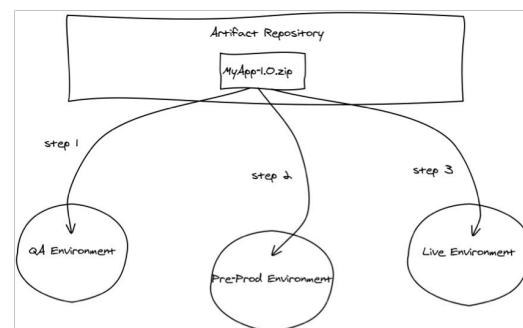 Artifact Repository
MyApp-1.0.zip
step 1
step 2
step 3
QA Environment
Pre-Prod Environment
Live Environment